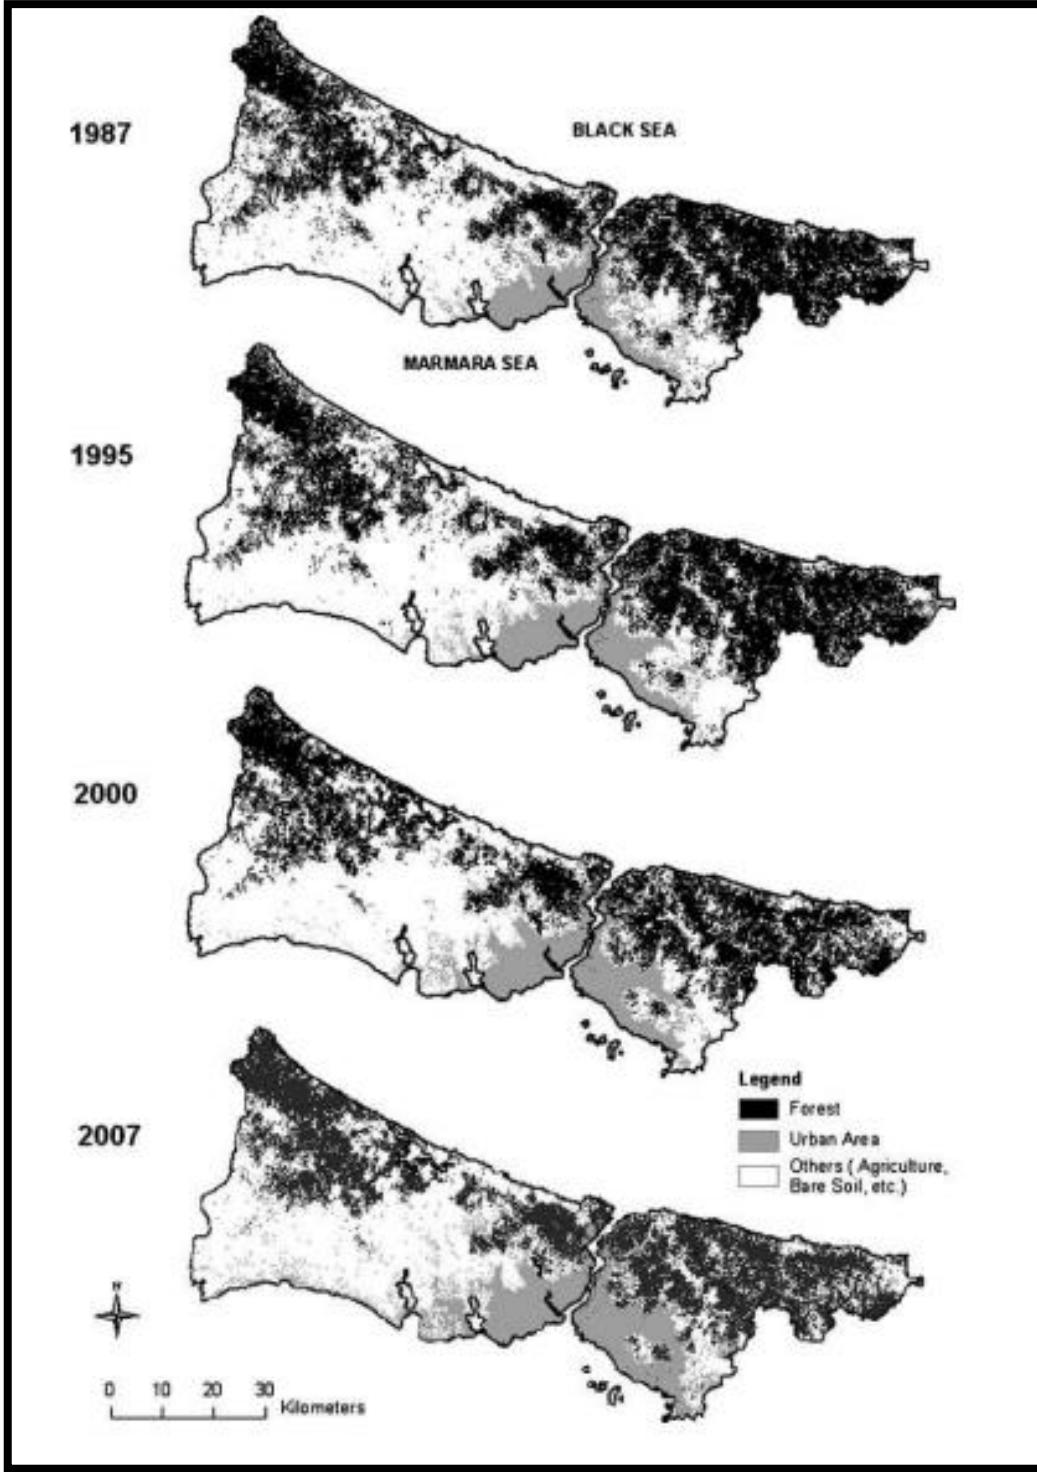 1987
BLACK SEA
MARMARA SEA
1995
2000
2007
Legend
Forest
Urban Area
Others ( Agriculture,
Bare Soil, etc.)
N
0 10 20 30
Kilometers